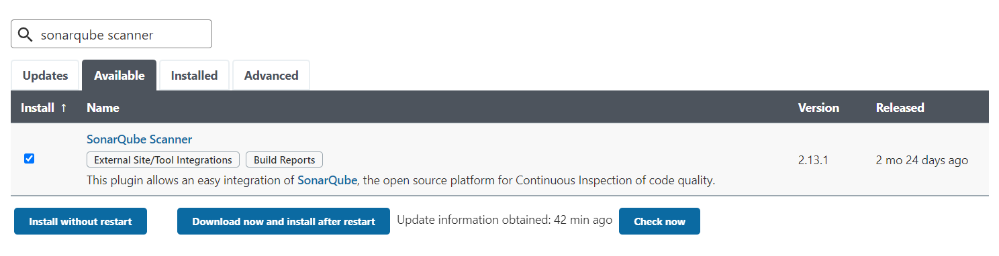 sonarqube scanner
Updates Available Installed Advanced
Install ↑ Name Version Released
SonarQube Scanner
External Site/Tool Integrations Build Reports
2.13.1 2 mo 24 days ago
This plugin allows an easy integration of SonarQube, the open source platform for Continuous Inspection of code quality.
Install without restart Download now and install after restart Update information obtained: 42 min ago Check now